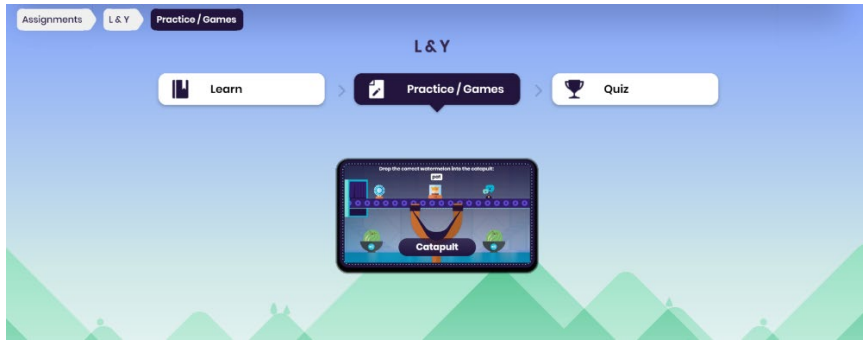 Assignments
L & Y
Practice / Games
L & Y
Learn
Practice / Games
Quiz
Drop the correct watermelon into the catapult:
Catapult